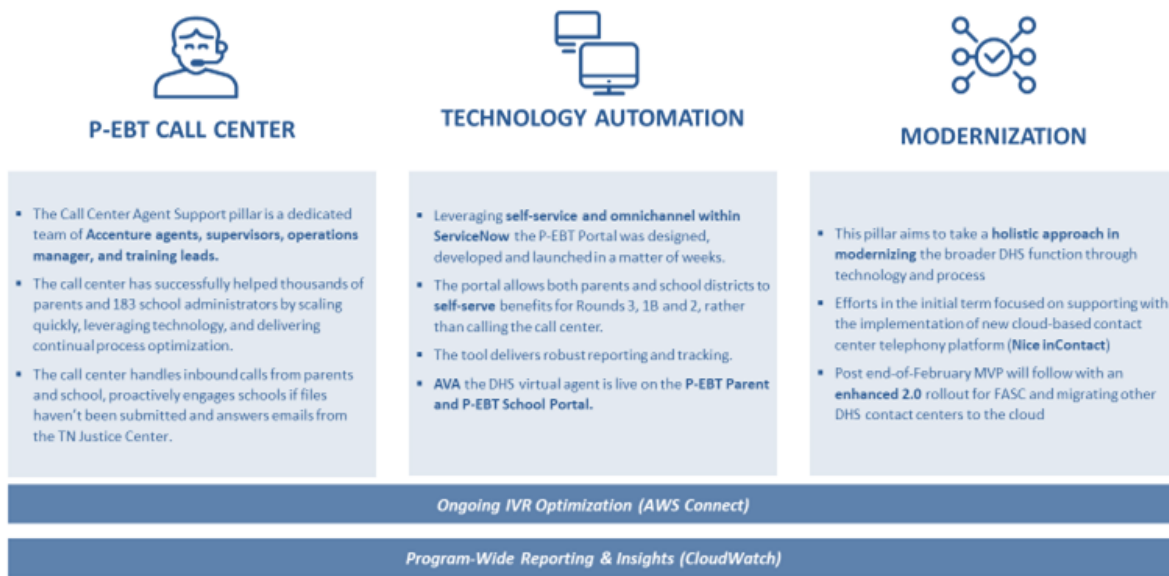 P-EBT CALL CENTER
▪ The Call Center Agent Support pillar is a dedicated
team of Accenture agents, supervisors, operations
manager, and training leads.
▪ The call center has successfully helped thousands of
parents and 183 school administrators by scaling
quickly, leveraging technology, and delivering
continual process optimization.
▪ The call center handles inbound calls from parents
and school, proactively engages schools if files
haven't been submitted and answers emails from
the TN Justice Center.
TECHNOLOGY AUTOMATION
▪ Leveraging self-service and omnichannel within
ServiceNow the P-EBT Portal was designed,
developed and launched in a matter of weeks.
▪ The portal allows both parents and school districts to
self-serve benefits for Rounds 3, 1B and 2, rather
than calling the call center.
▪ The tool delivers robust reporting and tracking.
▪ AVA the DHS virtual agent is live on the P-EBT Parent
and P-EBT School Portal.
MODERNIZATION
▪ This pillar aims to take a holistic approach in
modernizing the broader DHS function through
technology and process
▪ Efforts in the initial term focused on supporting with
the implementation of new cloud-based contact
center telephony platform (Nice inContact)
▪ Post end-of-February MVP will follow with an
enhanced 2.0 rollout for FASC and migrating other
DHS contact centers to the cloud
Ongoing IVR Optimization (AWS Connect)
Program-Wide Reporting & Insights (CloudWatch)